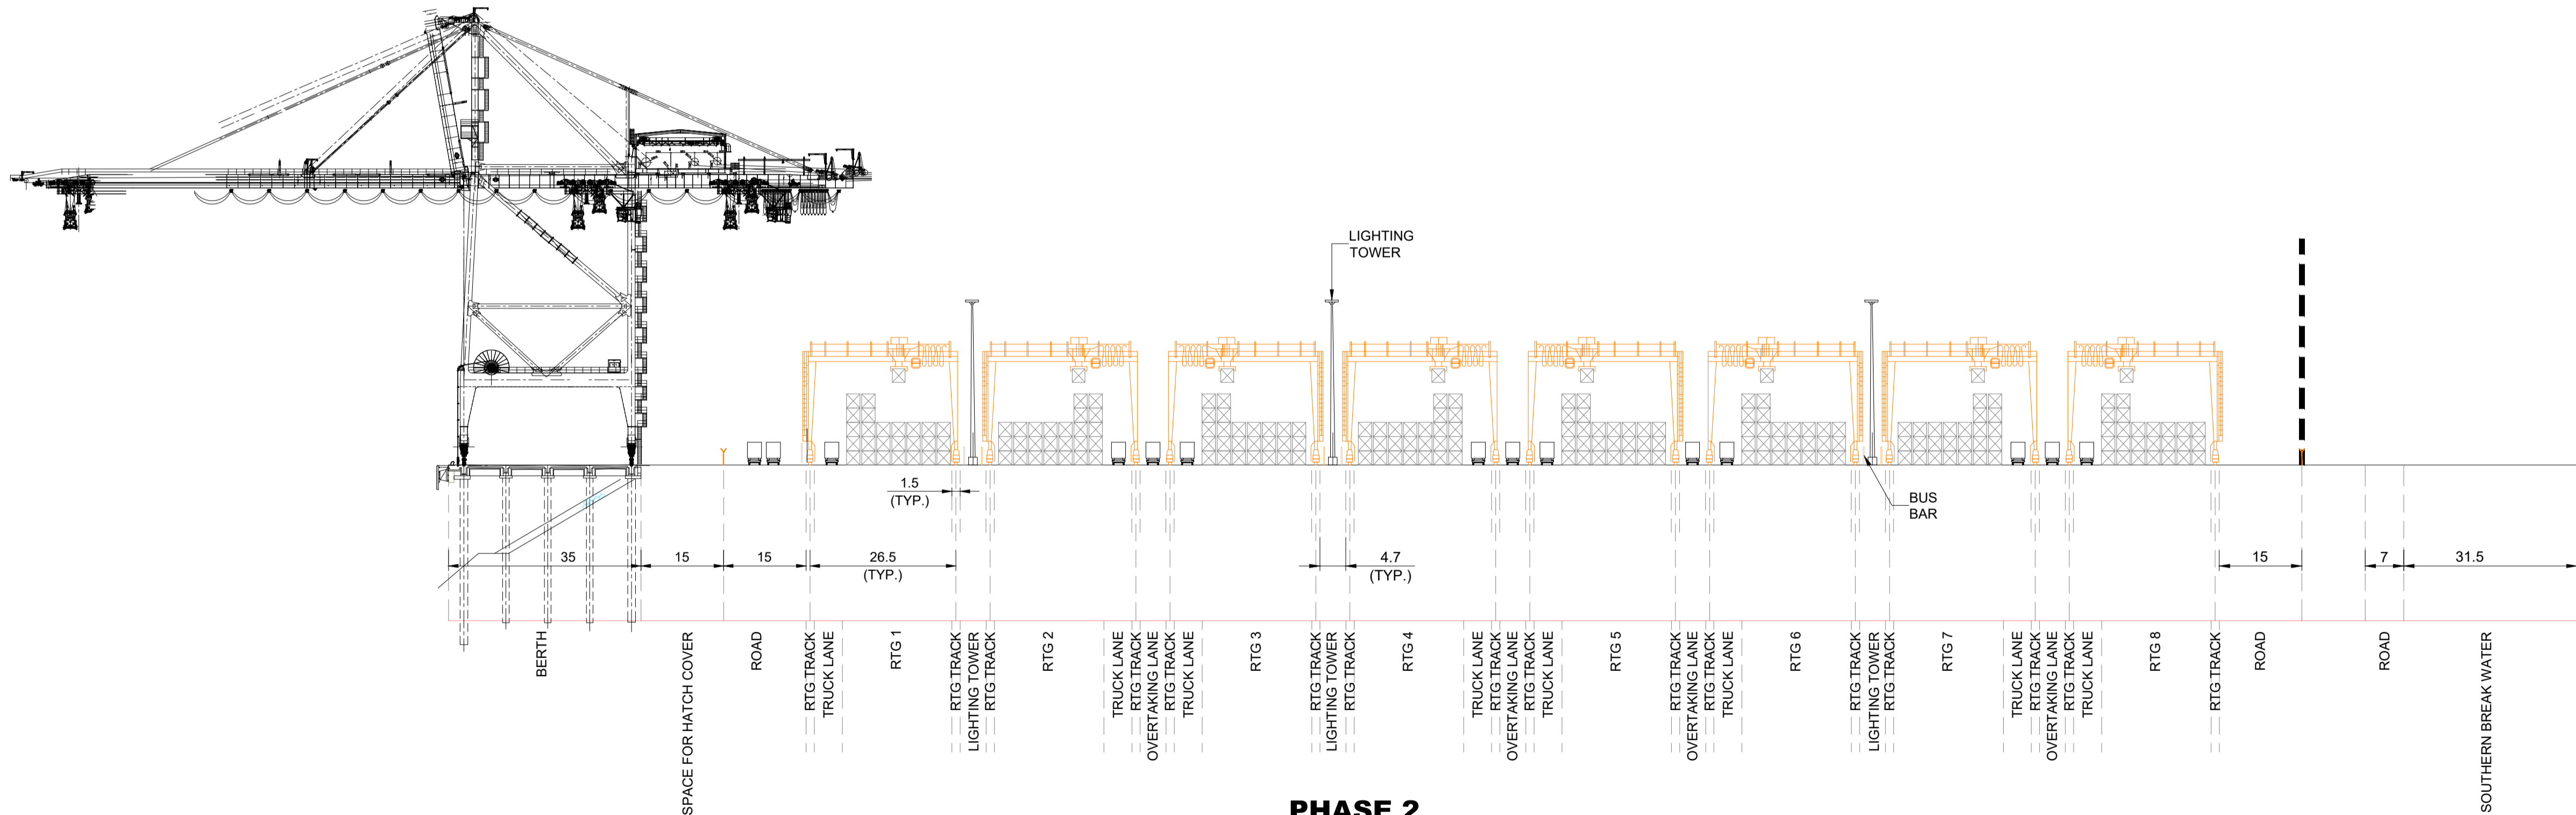 LIGHTING
TOWER
1.5
(TYP.)
BUS
BAR
35
15
15
26.5
(TYP.)
4.7
(TYP.)
15
7
31.5
BERTH
SPACE FOR HATCH COVER
ROAD
RTG TRACK
TRUCK LANE
RTG 1
RTG TRACK
LIGHTING TOWER
RTG TRACK
RTG 2
TRUCK LANE
RTG TRACK
OVERTAKING LANE
RTG TRACK
TRUCK LANE
RTG 3
RTG TRACK
LIGHTING TOWER
RTG TRACK
RTG 4
TRUCK LANE
RTG TRACK
OVERTAKING LANE
RTG TRACK
TRUCK LANE
RTG 5
RTG TRACK
OVERTAKING LANE
RTG TRACK
TRUCK LANE
RTG 6
RTG TRACK
LIGHTING TOWER
RTG TRACK
RTG 7
TRUCK LANE
RTG TRACK
OVERTAKING LANE
RTG TRACK
TRUCK LANE
RTG 8
RTG TRACK
ROAD
ROAD
SOUTHERN BREAK WATER
PHASE 2